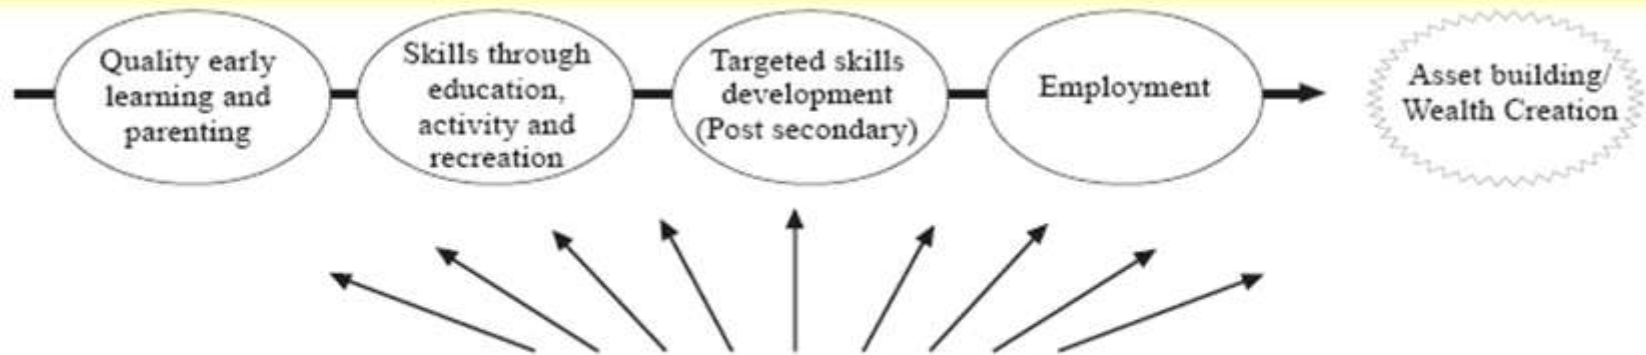 Quality early
learning and
parenting
Skills through
education,
activity and
recreation
Targeted skills
development
(Post secondary)
Employment
Asset building/
Wealth Creation